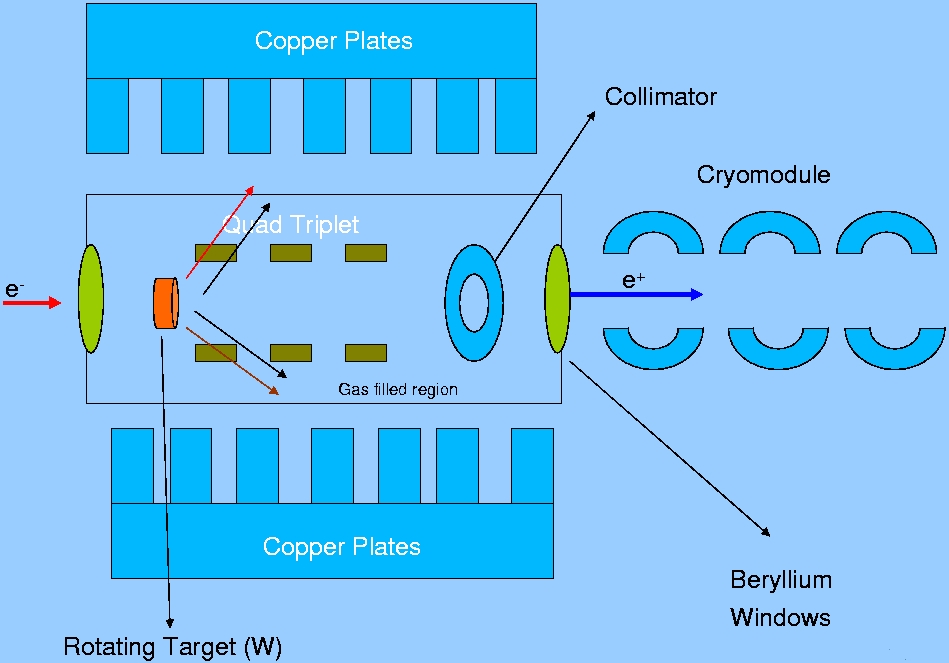 Copper Plates
Collimator
Cryomodule
Quad Triplet
e-
e+
Gas filled region
Copper Plates
Beryllium
Windows
Rotating Target (W)